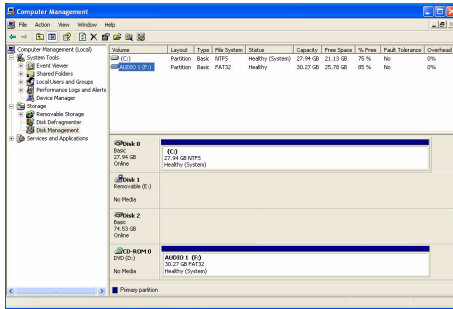 Computer Management
File Action View Window Help
Computer Management (Local)
System Tools
Event Viewer
Shared Folders
Local Users and Groups
Performance Logs and Alerts
Device Manager
Storage
Removable Storage
Disk Defragmenter
Disk Management
Services and Applications
Volume Layout Type File System Status Capacity Free Space % Free Fault Tolerance Overhead
(C:) Partition Basic NTFS Healthy (System) 27.94 GB 21.13 GB 75 % No 0%
AUDIO 1 (F:) Partition Basic FAT32 Healthy 30.27 GB 25.78 GB 85 % No 0%
Disk 0
Basic
27.94 GB
Online
(C:)
27.94 GB NTFS
Healthy (System)
Disk 1
Removable (E:)
No Media
Disk 2
Basic
74.53 GB
Online
CD-ROM 0
DVD (D:)
No Media
AUDIO 1 (F:)
30.27 GB FAT32
Healthy (System)
Primary partition